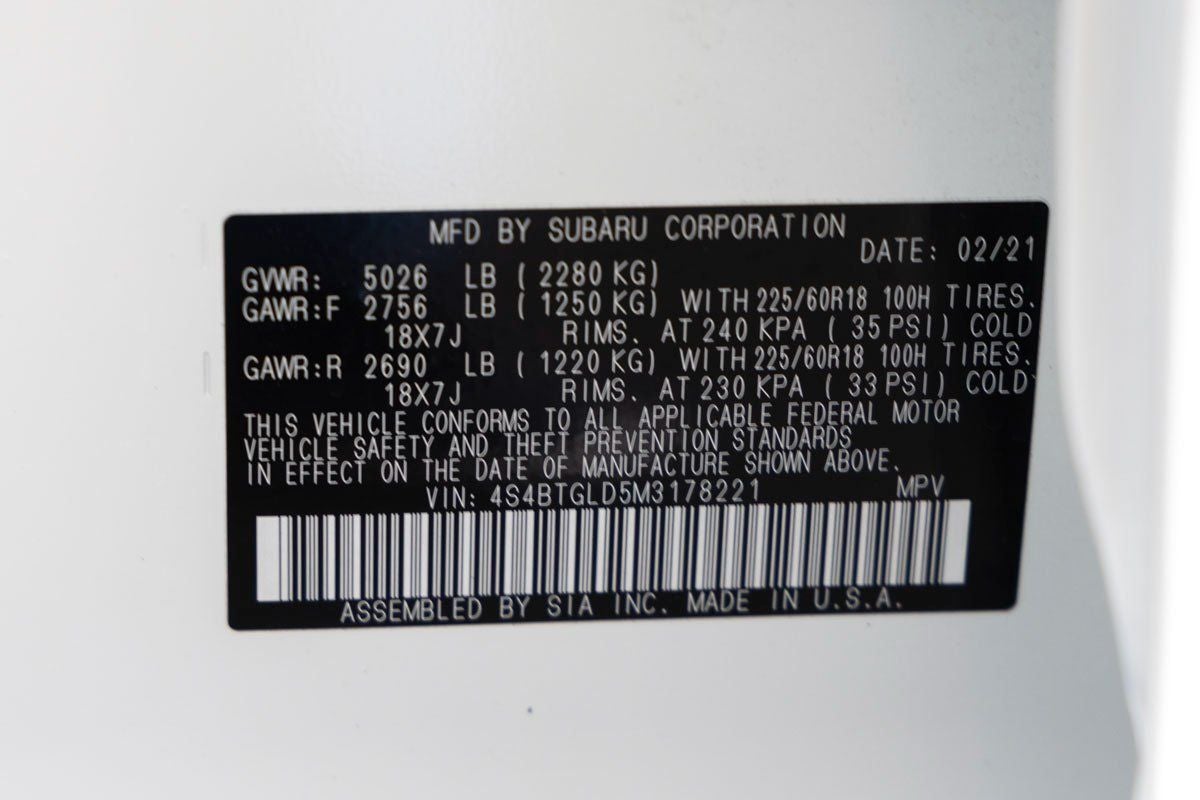 MFD BY SUBARU CORPORATION
DATE: 02/21
GVWR: 5026 LB ( 2280 KG)
GAWR:F 2756 LB ( 1250 KG) WITH 225/60R18 100H TIRES.
18X7J RIMS. AT 240 KPA ( 35 PSI) COLD
GAWR:R 2690 LB ( 1220 KG) WITH 225/60R18 100H TIRES.
18X7J RIMS. AT 230 KPA ( 33 PSI) COLD
THIS VEHICLE CONFORMS TO ALL APPLICABLE FEDERAL MOTOR
VEHICLE SAFETY AND THEFT PREVENTION STANDARDS
IN EFFECT ON THE DATE OF MANUFACTURE SHOWN ABOVE.
VIN: 4S4BTGLD5M3178221 MPV
ASSEMBLED BY SIA INC. MADE IN U.S.A.